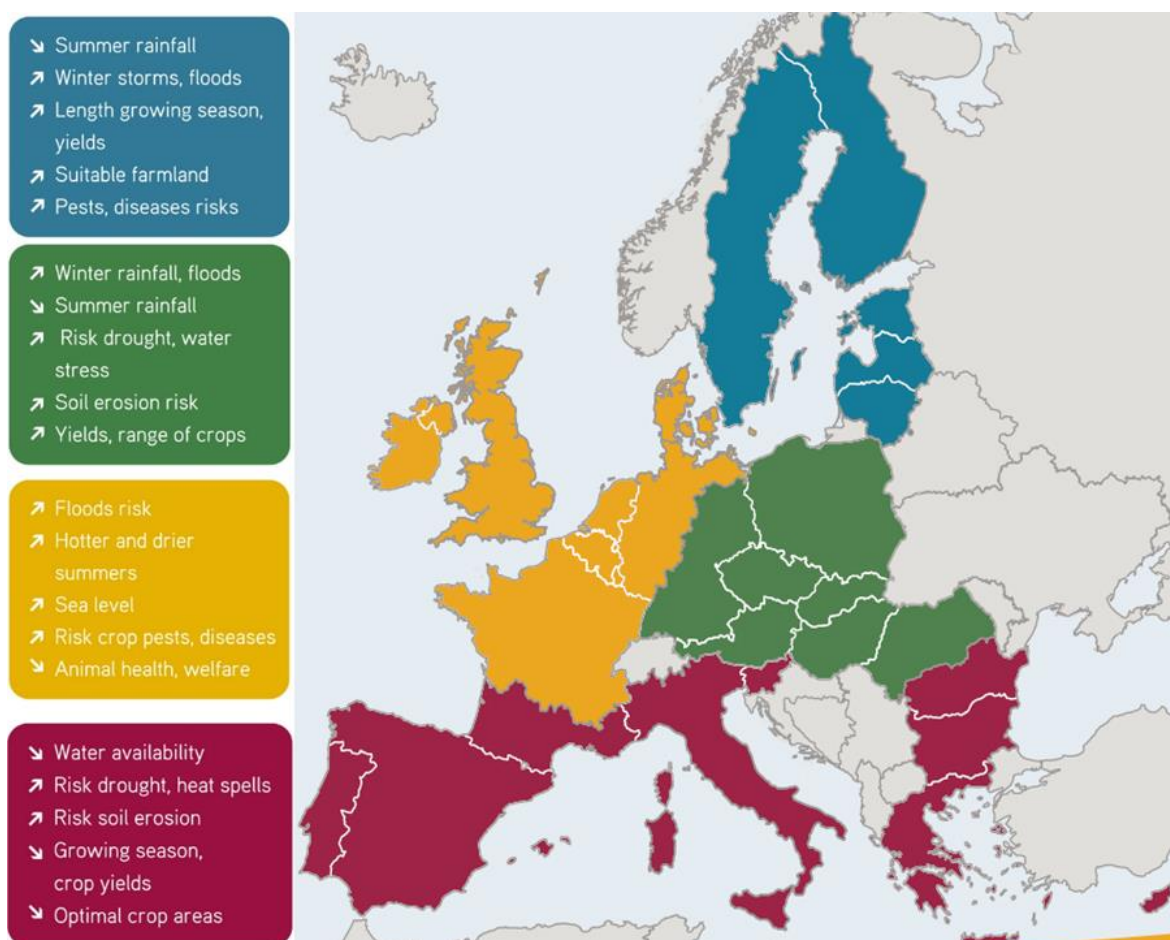 ↘ Summer rainfall
↗ Winter storms, floods
↗ Length growing season,
yields
↗ Suitable farmland
↗ Pests, diseases risks
↗ Winter rainfall, floods
↘ Summer rainfall
↗ Risk drought, water
stress
↗ Soil erosion risk
↗ Yields, range of crops
↗ Floods risk
↗ Hotter and drier
summers
↗ Sea level
↗ Risk crop pests, diseases
↘ Animal health, welfare
↘ Water availability
↗ Risk drought, heat spells
↗ Risk soil erosion
↘ Growing season,
crop yields
↘ Optimal crop areas